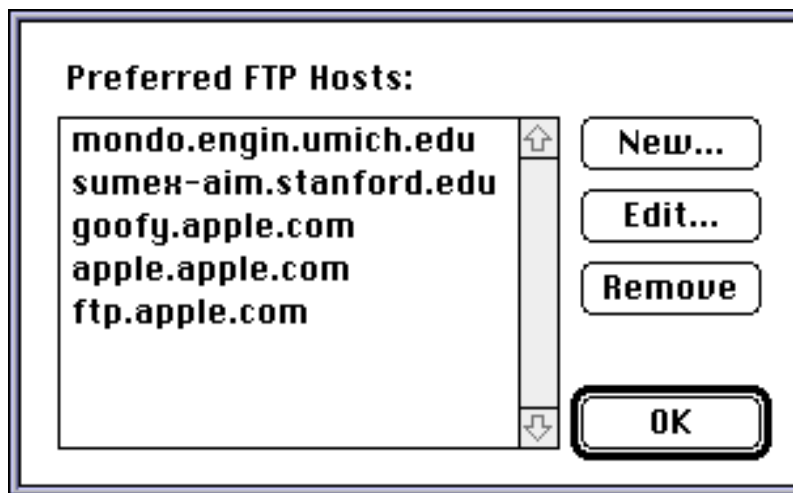 Preferred FTP Hosts:
mondo.engin.umich.edu
sumex-aim.stanford.edu
goofy.apple.com
apple.apple.com
ftp.apple.com
New...
Edit...
Remove
OK